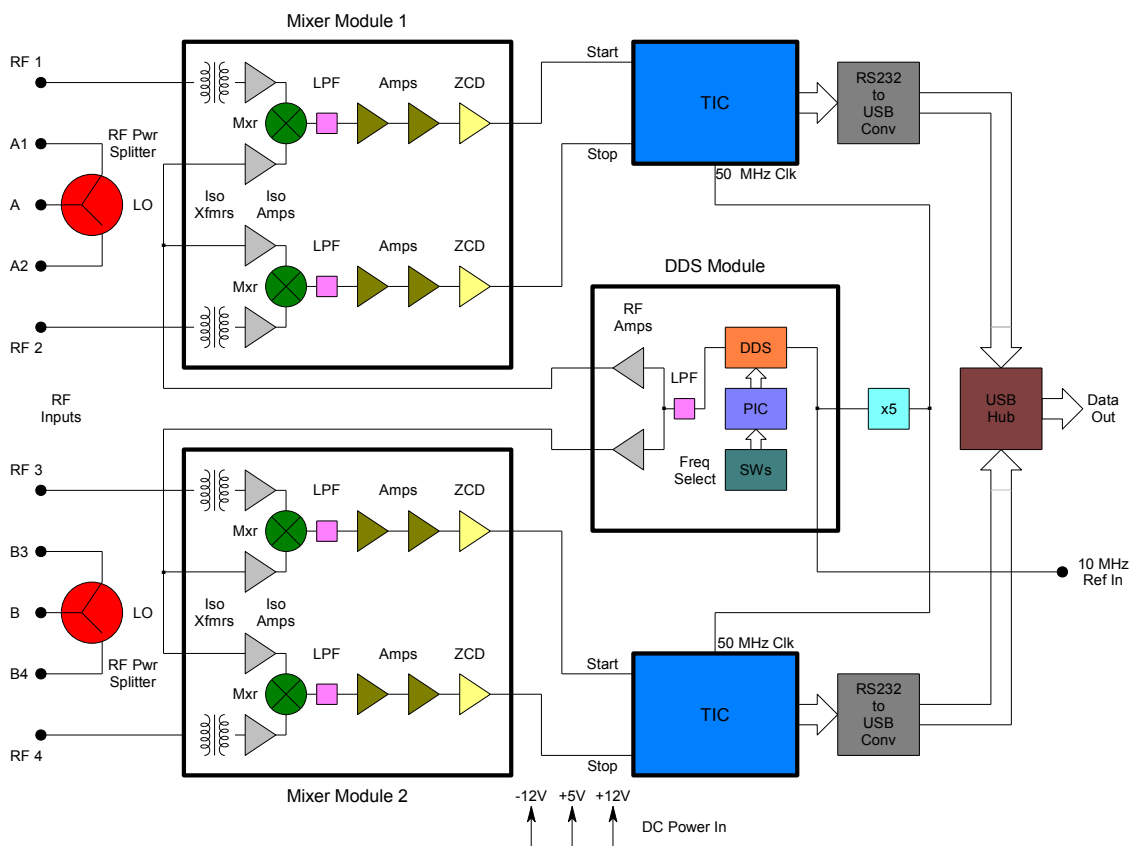 Mixer Module 1
RF 1
A1
RF Pwr
Splitter
A
LO
A2
RF 2
LPF
Amps
ZCD
Mxr
Iso
Xfmrs
Iso
Amps
LPF
Amps
ZCD
Mxr
Start
Stop
TIC
50 MHz Clk
RS232
to
USB
Conv
DDS Module
RF
Amps
LPF
DDS
PIC
SWs
Freq
Select
x5
USB
Hub
Data
Out
10 MHz
Ref In
RF
Inputs
RF 3
B3
B
LO
B4
RF Pwr
Splitter
RF 4
LPF
Amps
ZCD
Mxr
Iso
Xfmrs
Iso
Amps
LPF
Amps
ZCD
Mxr
Mixer Module 2
Start
Stop
50 MHz Clk
TIC
RS232
to
USB
Conv
-12V
+5V
+12V
DC Power In